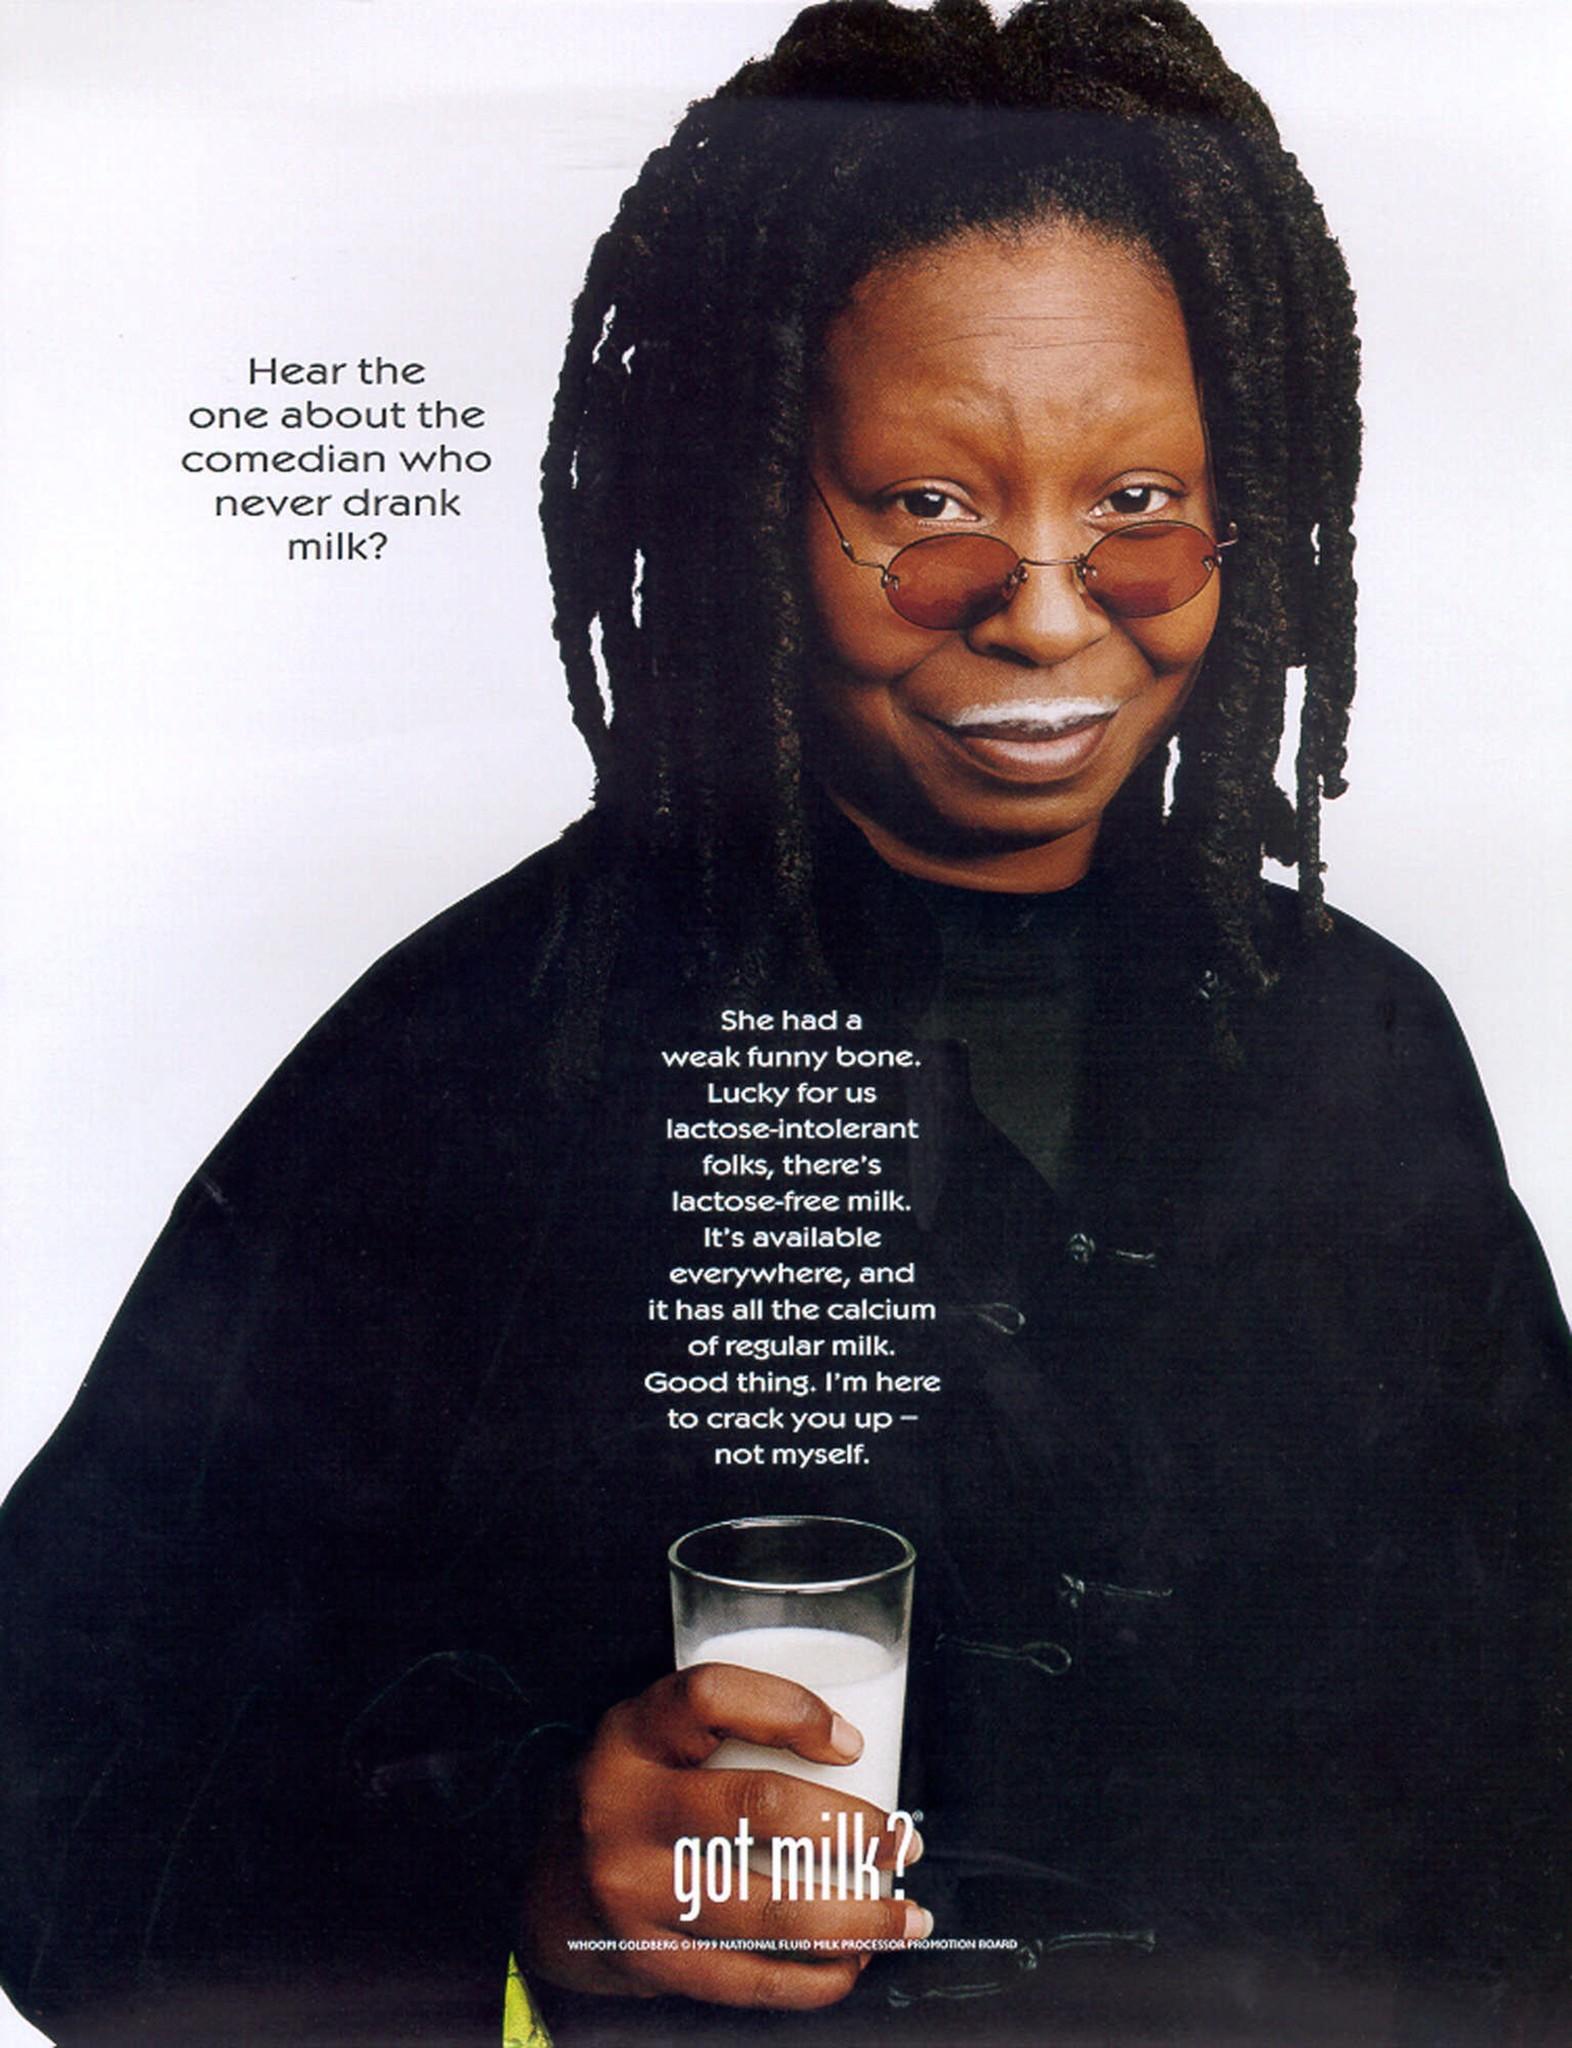 Hear the
one about the
comedian who
never drank
milk?
She had a
weak funny bone.
Lucky for us
lactose-intolerant
folks, there's
lactose-free milk.
It's available
everywhere, and
it has all the calcium
of regular milk.
Good thing. I'm here
to crack you up –
not myself.
got milk?®
WHOOPI GOLDBERG ©1999 NATIONAL FLUID MILK PROCESSOR PROMOTION BOARD